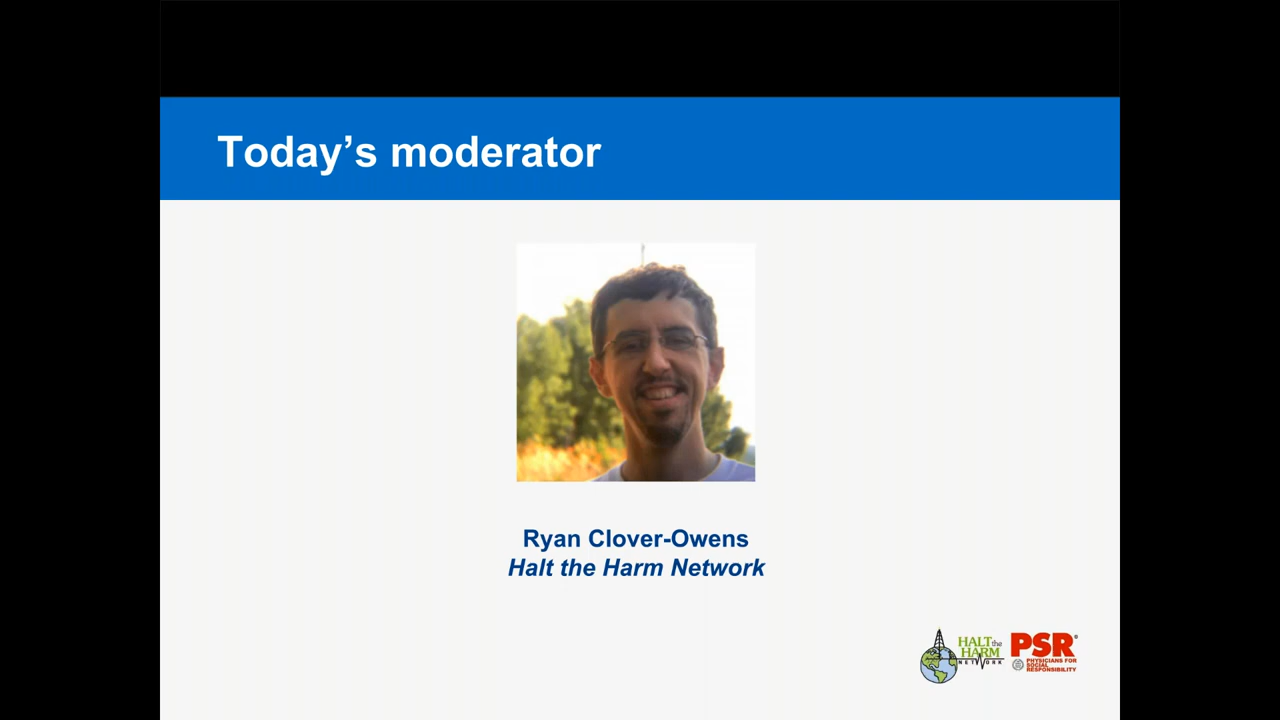 Today’s moderator
Ryan Clover-Owens
Halt the Harm Network
HALT the
HARM
NETWORK
PSR®
PHYSICIANS FOR
SOCIAL
RESPONSIBILITY